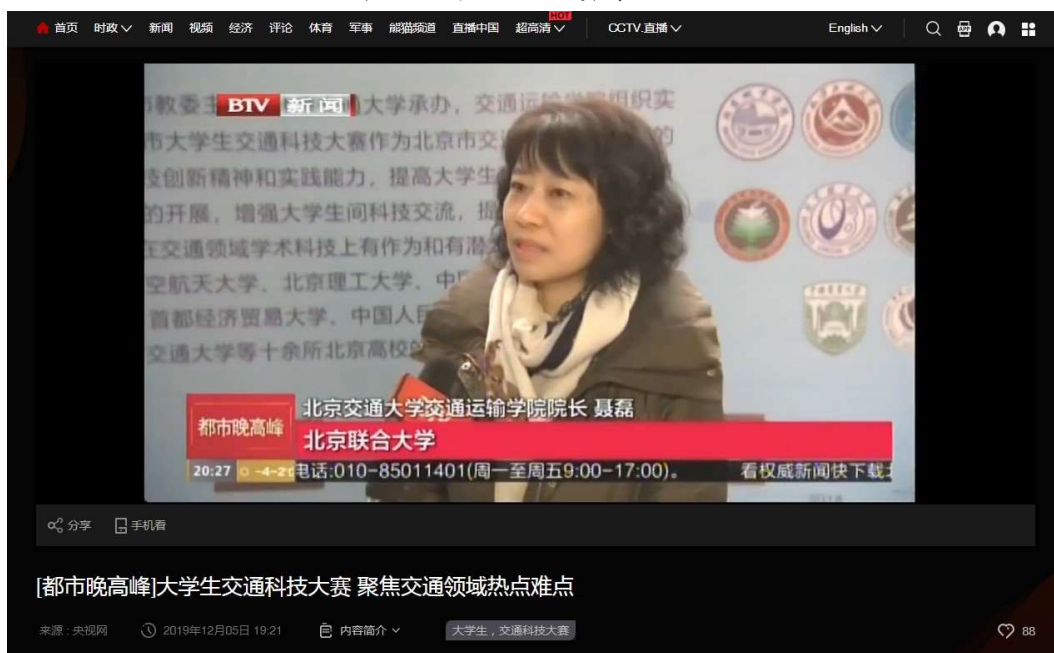 首页 时政 新闻 视频 经济 评论 体育 军事 熊猫频道 直播中国 超高清 HOT CCTV.直播 English
BTV 新闻
市教委主 大学承办，交通运 组织实
市大学生交通科技大赛作为北京市交 的
技创新精神和实践能力，提高大学生
的开展，增强大学生间科技交流，
在交通领域学术科技上有作为和有潜
空航天大学、北京理工大学、中
首都经济贸易大学、中国人民
交通大学等十余所北京高校
都市晚高峰
北京交通大学交通运输学院院长 聂磊
北京联合大学
20:27 -4-2℃ 电话:010-85011401(周一至周五9:00-17:00)。 看权威新闻快下载
分享 手机看
[都市晚高峰]大学生交通科技大赛 聚焦交通领域热点难点
来源：央视网 2019年12月05日 19:21 内容简介 大学生，交通科技大赛 88